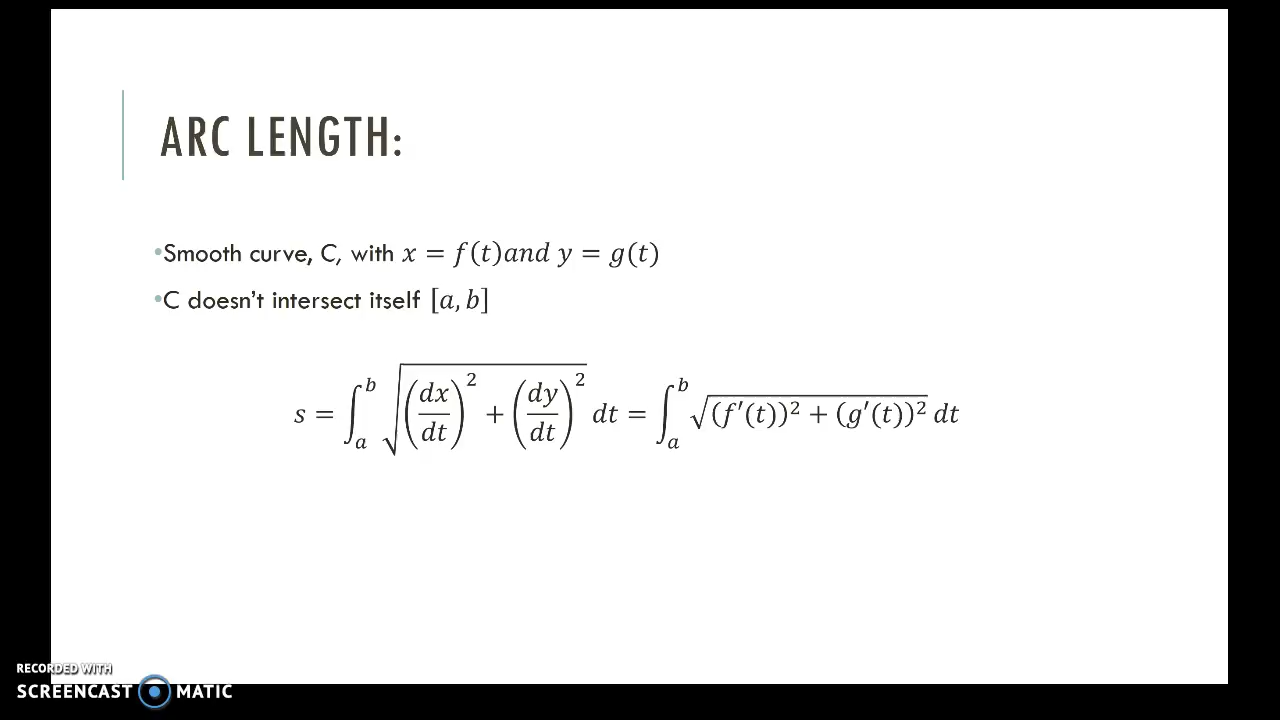 ARC LENGTH:
•Smooth curve, C, with x = f(t)and y = g(t)
•C doesn't intersect itself [a, b]
s = ∫_a^b √((dx/dt)^2 + (dy/dt)^2) dt = ∫_a^b √((f′(t))^2 + (g′(t))^2) dt
RECORDED WITH
SCREENCAST MATIC